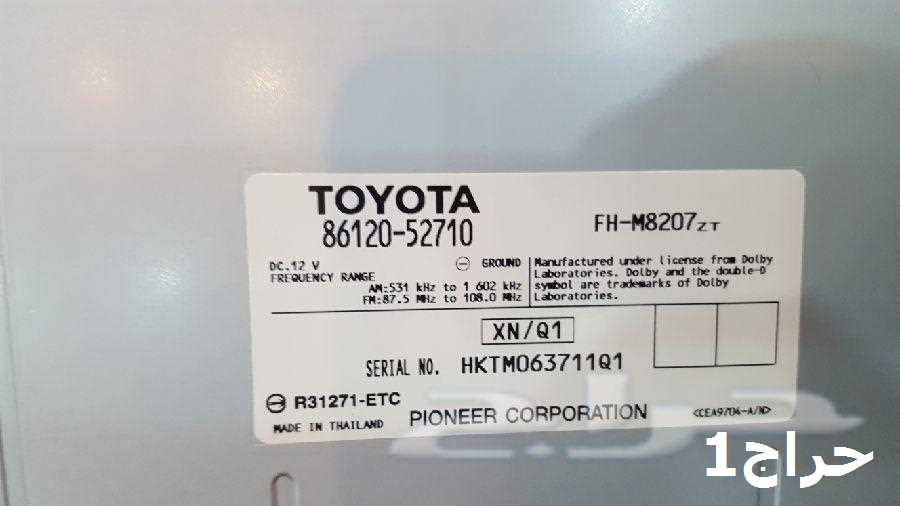 TOYOTA
86120-52710
FH-M8207ZT
DC.12 V
⊖ GROUND
FREQUENCY RANGE
AM:531 kHz to 1 602 kHz
FM:87.5 MHz to 108.0 MHz
Manufactured under license from Dolby
Laboratories. Dolby and the double-D
symbol are trademarks of Dolby
Laboratories.
XN/Q1
SERIAL NO. HKTM063711Q1
R31271-ETC
MADE IN THAILAND
PIONEER CORPORATION
<CEA9704-A/N>
حراج
حراج1